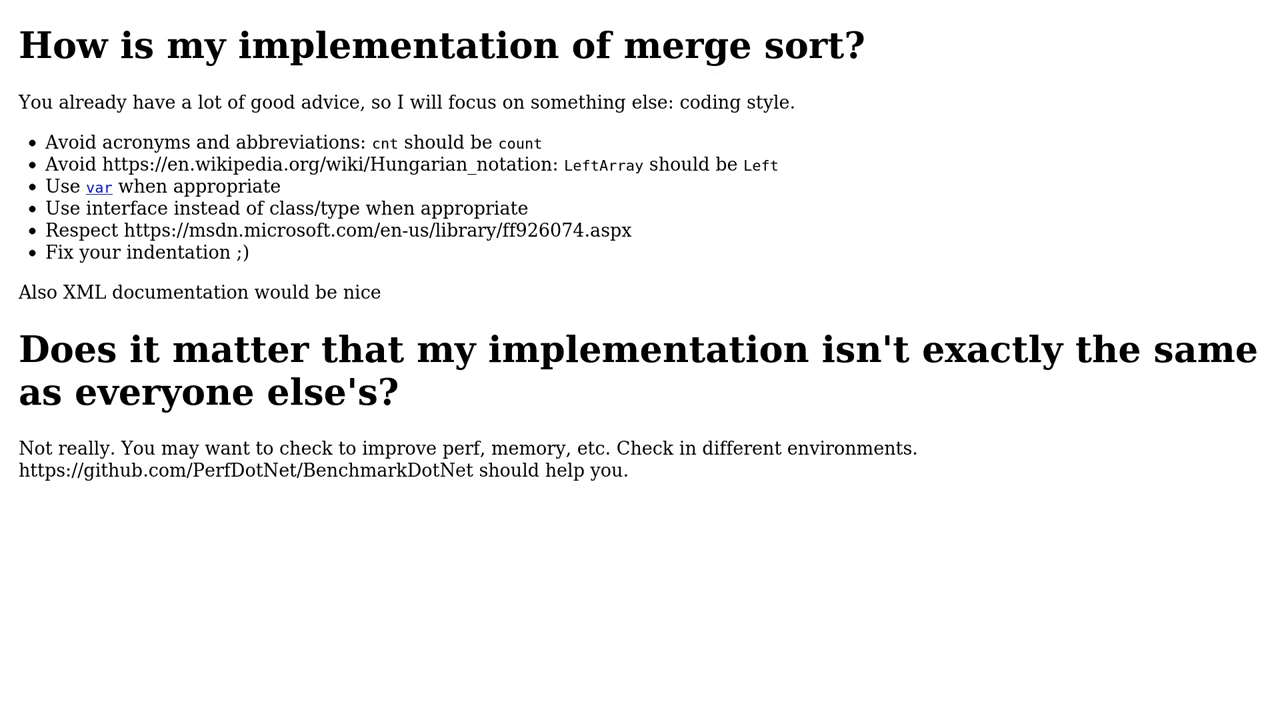 How is my implementation of merge sort?
You already have a lot of good advice, so I will focus on something else: coding style.
• Avoid acronyms and abbreviations: cnt should be count
• Avoid https://en.wikipedia.org/wiki/Hungarian_notation: LeftArray should be Left
• Use var when appropriate
• Use interface instead of class/type when appropriate
• Respect https://msdn.microsoft.com/en-us/library/ff926074.aspx
• Fix your indentation ;)
Also XML documentation would be nice
Does it matter that my implementation isn't exactly the same
as everyone else's?
Not really. You may want to check to improve perf, memory, etc. Check in different environments.
https://github.com/PerfDotNet/BenchmarkDotNet should help you.